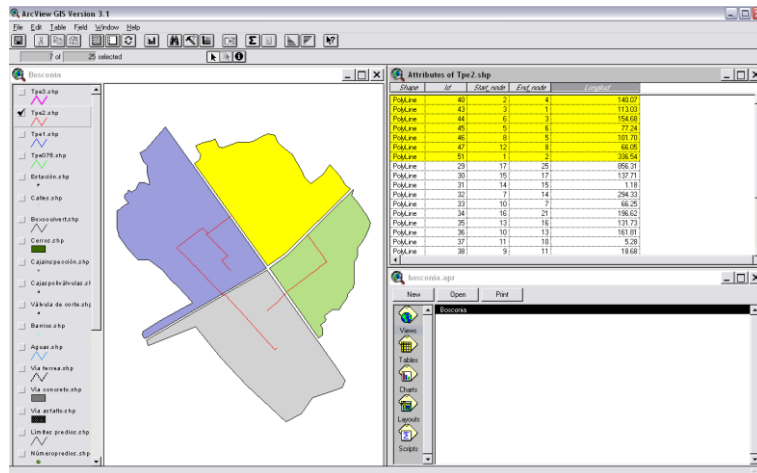 ArcView GIS Version 3.1
File Edit Table Field Window Help
7 of 25 selected
Bosconia
Tpe3.shp
Tpe2.shp
Tpe1.shp
Tpe075.shp
Estación.shp
Calles.shp
Boxcoulvert.shp
Cerros.shp
Cajainspección.shp
Cajaspoliválvulas.sh
Válvula de corte.shp
Barrios.shp
Aguas.shp
Vía ferrea.shp
Vía concreto.shp
Vía asfalto.shp
Límites predios.shp
Númeropredios.shp
Attributes of Tpe2.shp
Shape Id Start_node End_node Longitud
PolyLine 40 2 4 140.07
PolyLine 43 3 1 113.03
PolyLine 44 6 3 154.68
PolyLine 45 5 6 77.24
PolyLine 46 8 5 101.70
PolyLine 47 12 8 66.05
PolyLine 51 1 2 336.54
PolyLine 29 17 25 856.31
PolyLine 30 15 17 137.71
PolyLine 31 14 15 1.18
PolyLine 32 7 14 294.33
PolyLine 33 10 7 66.25
PolyLine 34 16 21 196.62
PolyLine 35 13 16 131.73
PolyLine 36 10 13 161.81
PolyLine 37 11 10 5.28
PolyLine 38 9 11 18.68
bosconia.apr
New Open Print
Bosconia
Views
Tables
Charts
Layouts
Scripts